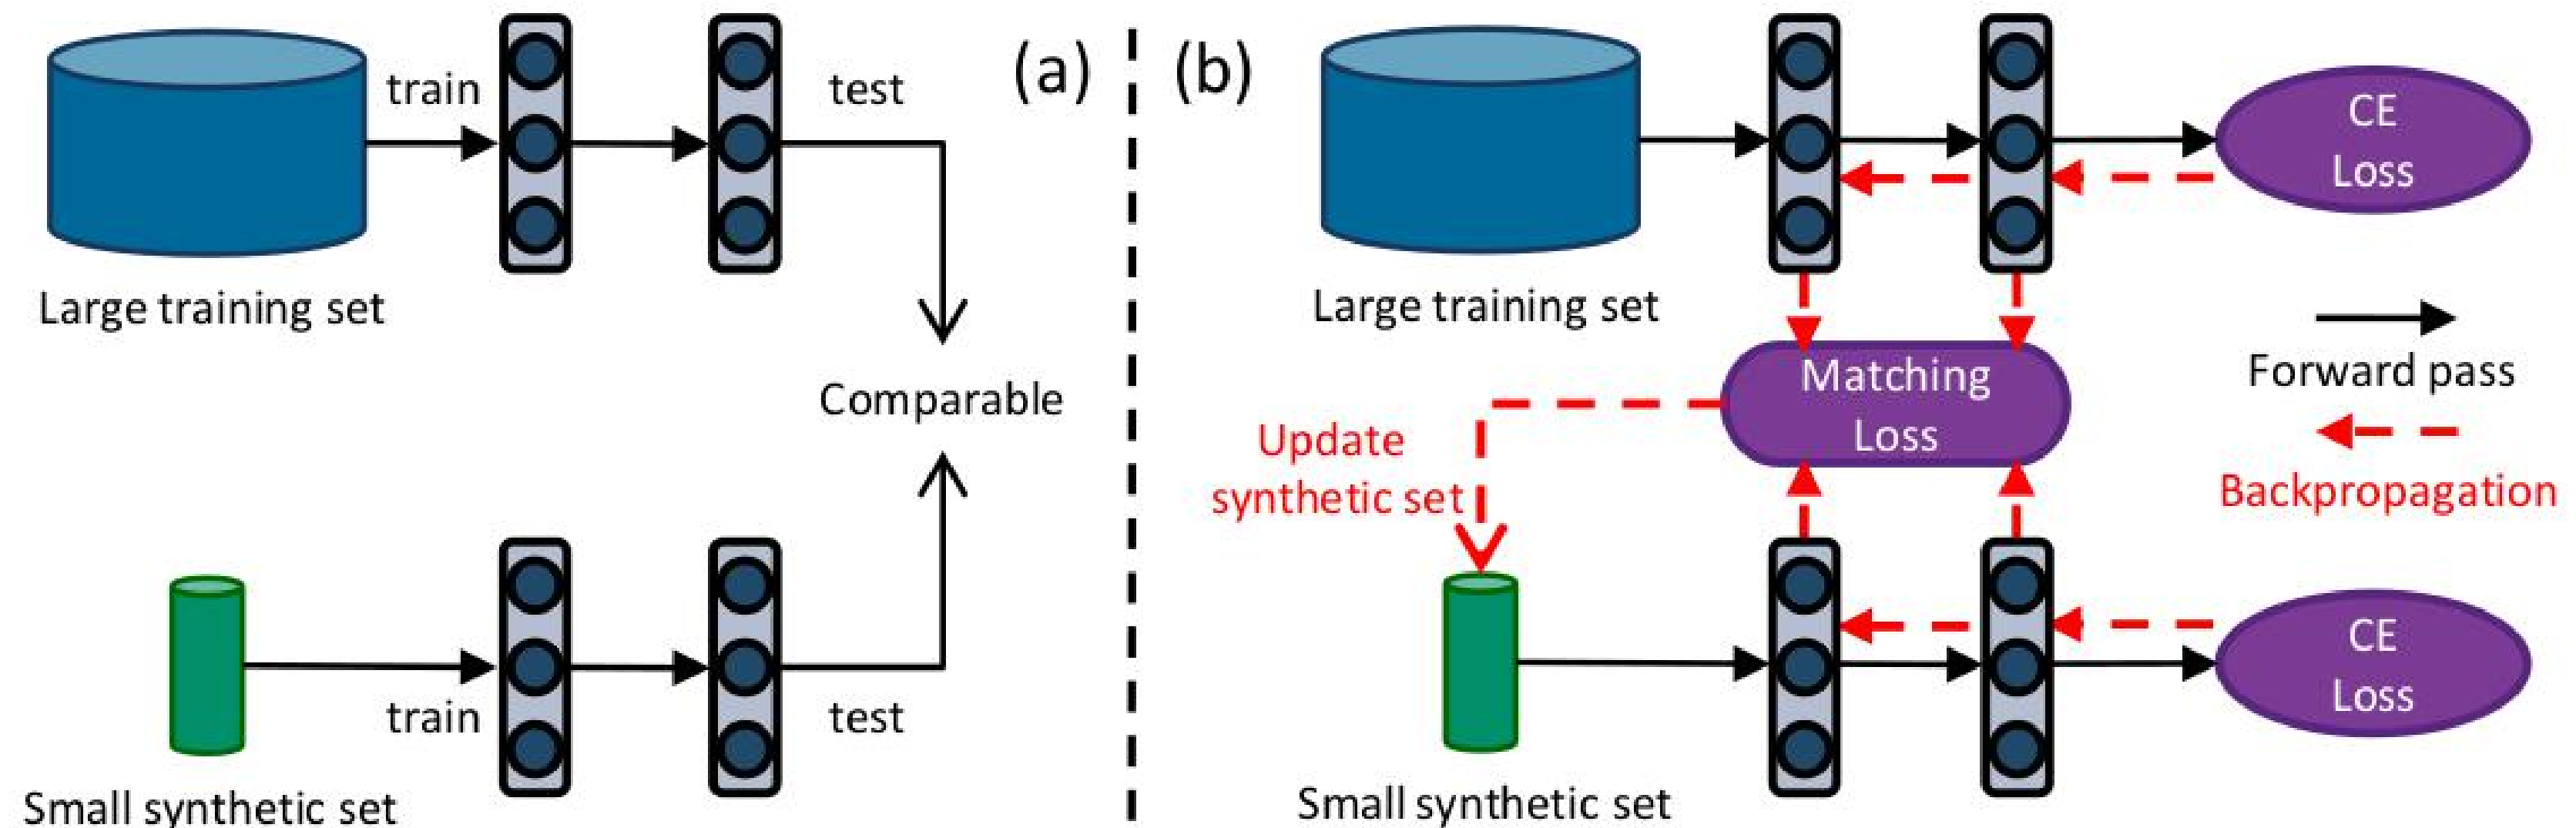 train
test
(a)
Large training set
Comparable
train
test
Small synthetic set
(b)
CE
Loss
Large training set
Matching
Loss
Forward pass
Update
synthetic set
Backpropagation
CE
Loss
Small synthetic set